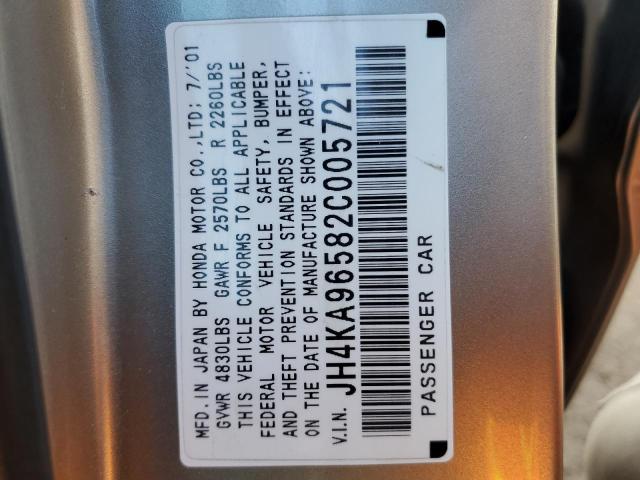 MFD.IN JAPAN BY HONDA MOTOR CO.,LTD; 7/'01
GVWR 4830LBS GAWR F 2570LBS R 2260LBS
THIS VEHICLE CONFORMS TO ALL APPLICABLE
FEDERAL MOTOR VEHICLE SAFETY, BUMPER,
AND THEFT PREVENTION STANDARDS IN EFFECT
ON THE DATE OF MANUFACTURE SHOWN ABOVE:
V.I.N. JH4KA96582C005721
PASSENGER CAR